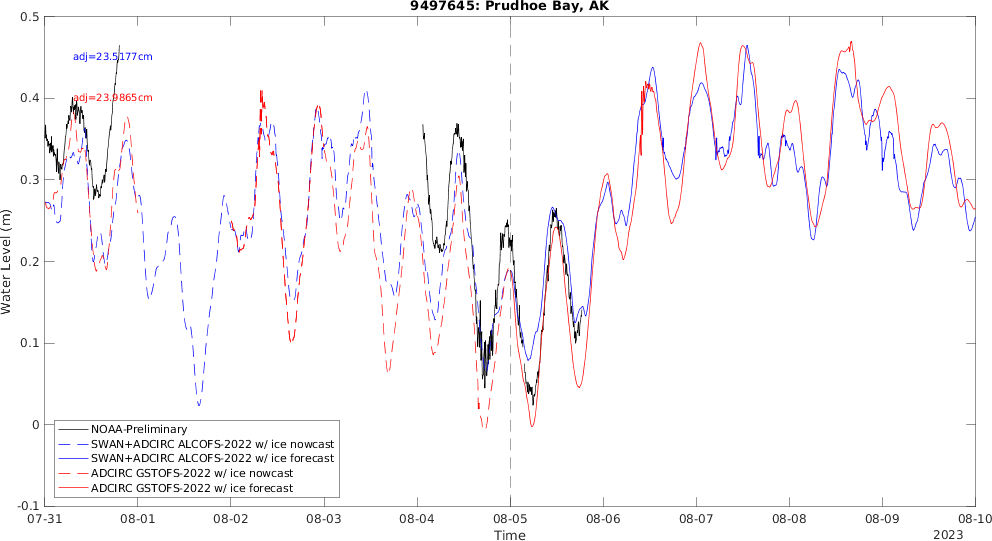 9497645: Prudhoe Bay, AK
0.5
adj=23.5177cm
0.4
adj=23.9865cm
0.3
0.2
0.1
0
-0.1
Water Level (m)
NOAA-Preliminary
SWAN+ADCIRC ALCOFS-2022 w/ ice nowcast
SWAN+ADCIRC ALCOFS-2022 w/ ice forecast
ADCIRC GSTOFS-2022 w/ ice nowcast
ADCIRC GSTOFS-2022 w/ ice forecast
07-31 08-01 08-02 08-03 08-04 08-05 08-06 08-07 08-08 08-09 08-10
Time
2023